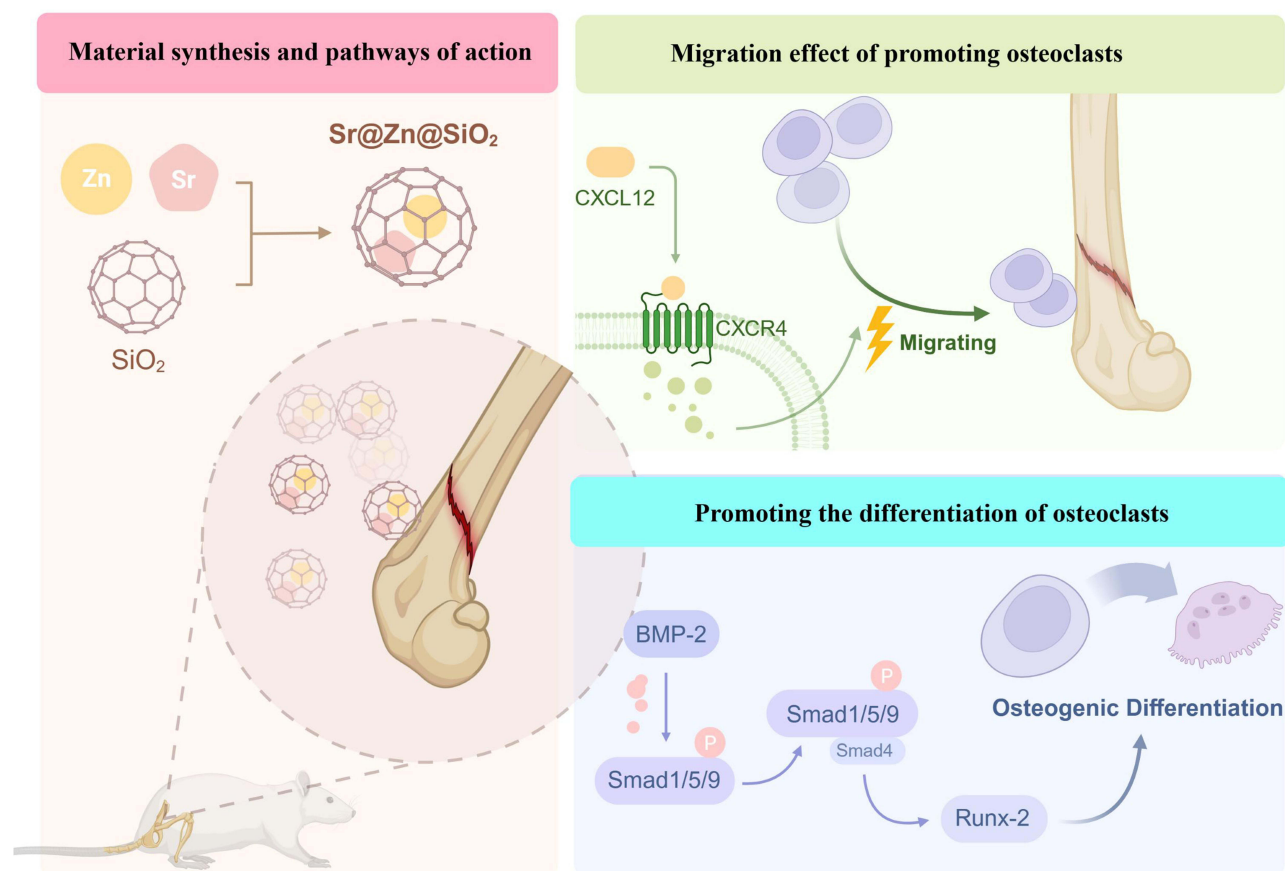 Material synthesis and pathways of action
Zn
Sr
SiO₂
Sr@Zn@SiO₂
Migration effect of promoting osteoclasts
CXCL12
CXCR4
Migrating
Promoting the differentiation of osteoclasts
BMP-2
P
Smad1/5/9
P
Smad1/5/9
Smad4
Runx-2
Osteogenic Differentiation